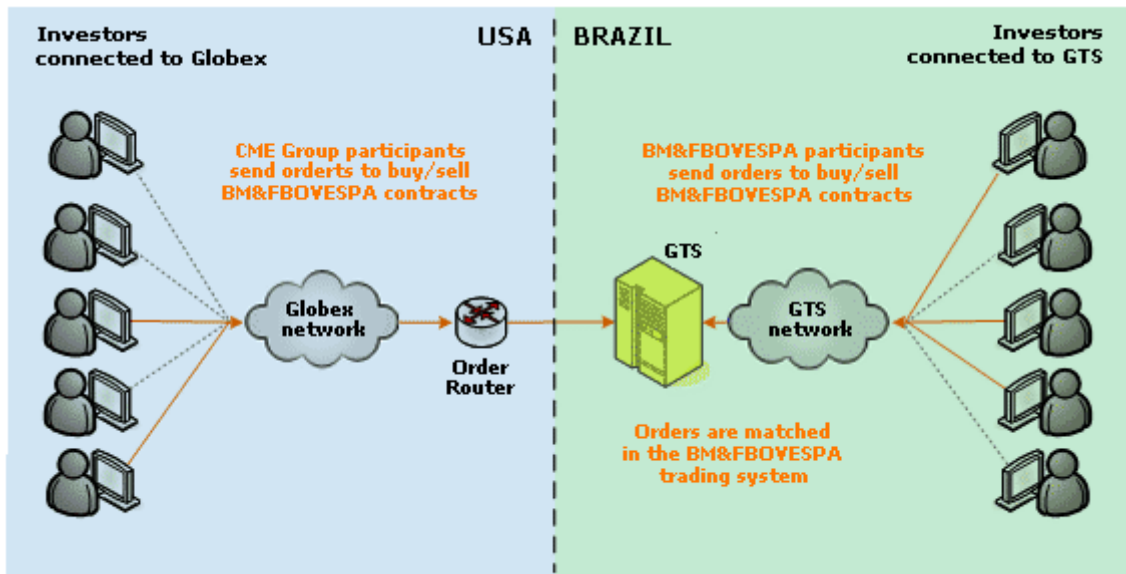 Investors
connected to Globex
USA
BRAZIL
Investors
connected to GTS
CME Group participants
send orderts to buy/sell
BM&FBOVESPA contracts
BM&FBOVESPA participants
send orders to buy/sell
BM&FBOVESPA contracts
GTS
Globex
network
GTS
network
Order
Router
Orders are matched
in the BM&FBOVESPA
trading system